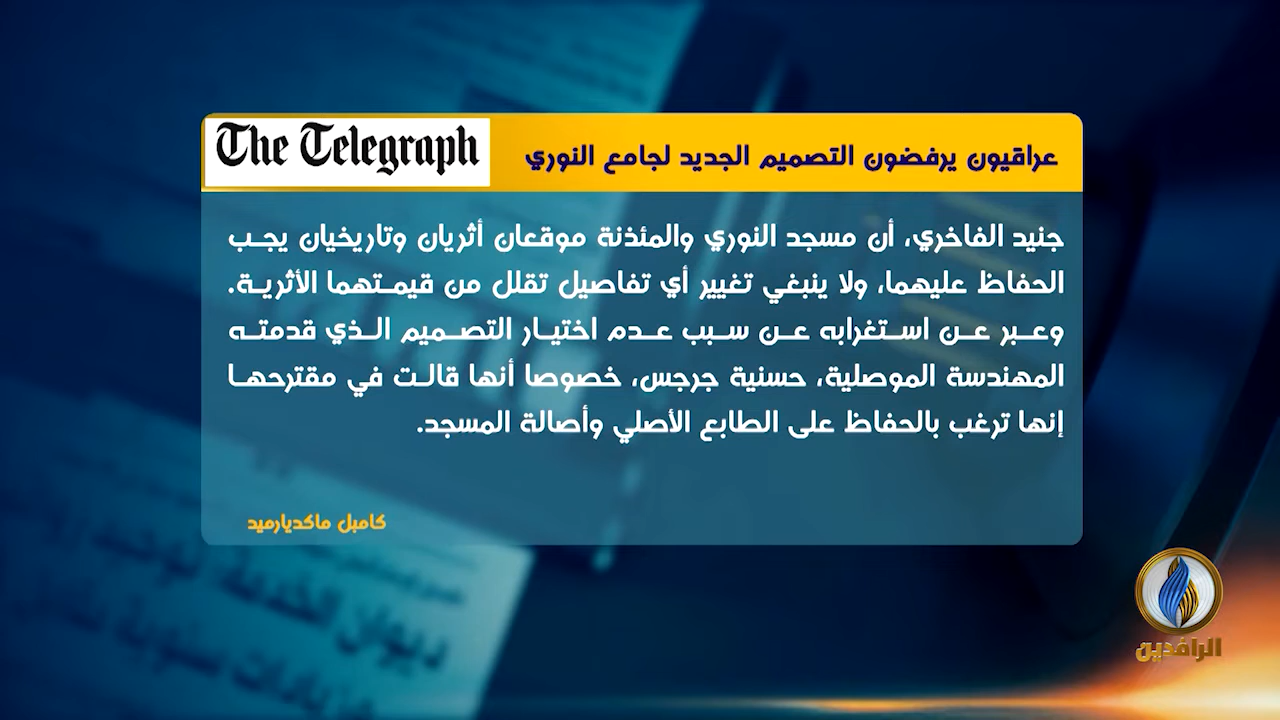 The Telegraph
عراقيون يرفضون التصميم الجديد لجامع النوري
جنيد الفاخري، أن مسجد النوري والمئذنة موقعان أثريان وتاريخيان يجب
الحفاظ عليهما، ولا ينبغي تغيير أي تفاصيل تقلل من قيمتهما الأثرية.
وعبر عن استغرابه عن سبب عدم اختيار التصميم الذي قدمته
المهندسة الموصلية، حسنية جرجس، خصوصا أنها قالت في مقترحها
إنها ترغب بالحفاظ على الطابع الأصلي وأصالة المسجد.
كامبل ماكديارميد
ديوان الخدمة
سنوية
الرافدين